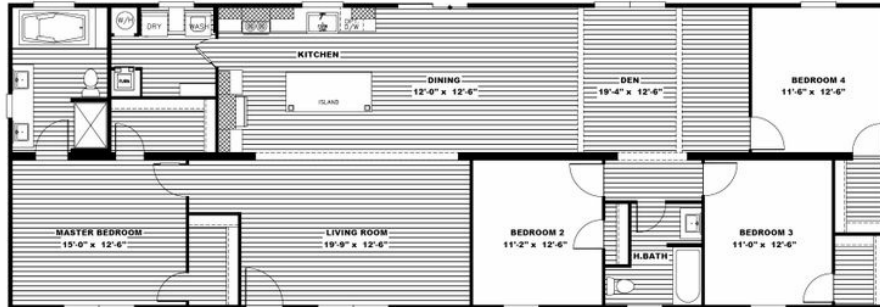 W/H
DRY
WASH
D/W
KITCHEN
FURN
ISLAND
DINING
12'-0" x 12'-6"
DEN
19'-4" x 12'-6"
BEDROOM 4
11'-6" x 12'-6"
MASTER BEDROOM
15'-0" x 12'-6"
LIVING ROOM
19'-9" x 12'-6"
BEDROOM 2
11'-2" x 12'-6"
H.BATH
BEDROOM 3
11'-0" x 12'-6"